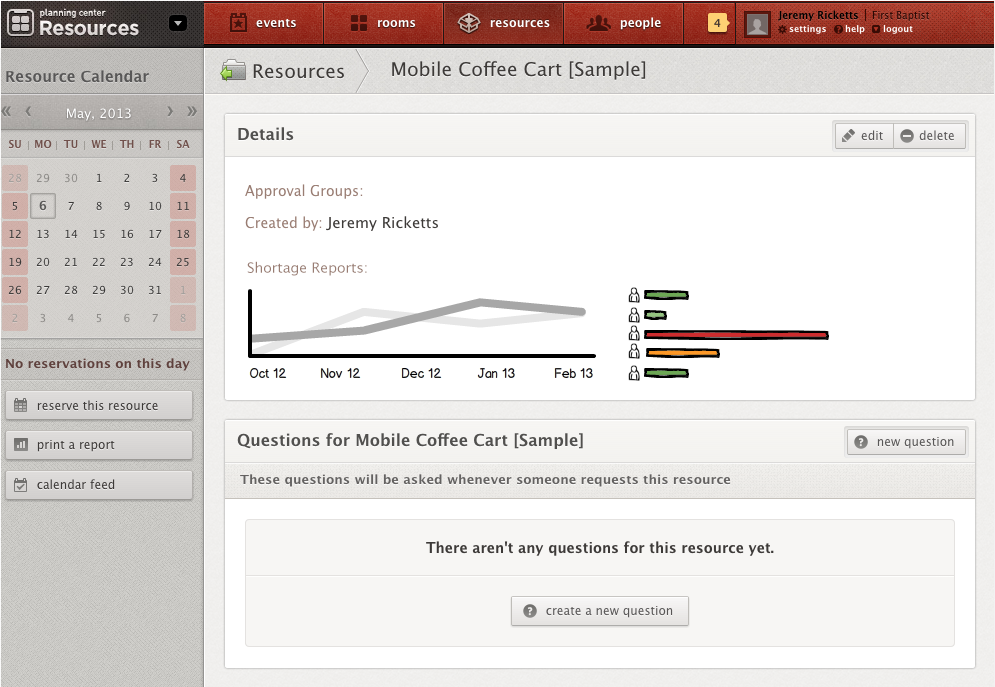 planning center
Resources
events
rooms
resources
people
4
Jeremy Ricketts | First Baptist
settings
help
logout
Resource Calendar
« ‹ May, 2013 › »
SU | MO | TU | WE | TH | FR | SA
28 29 30 1 2 3 4
5 6 7 8 9 10 11
12 13 14 15 16 17 18
19 20 21 22 23 24 25
26 27 28 29 30 31 1
2 3 4 5 6 7 8
No reservations on this day
reserve this resource
print a report
calendar feed
Resources
Mobile Coffee Cart [Sample]
Details
edit
delete
Approval Groups:
Created by: Jeremy Ricketts
Shortage Reports:
Oct 12 Nov 12 Dec 12 Jan 13 Feb 13
Questions for Mobile Coffee Cart [Sample]
? new question
These questions will be asked whenever someone requests this resource
There aren't any questions for this resource yet.
? create a new question